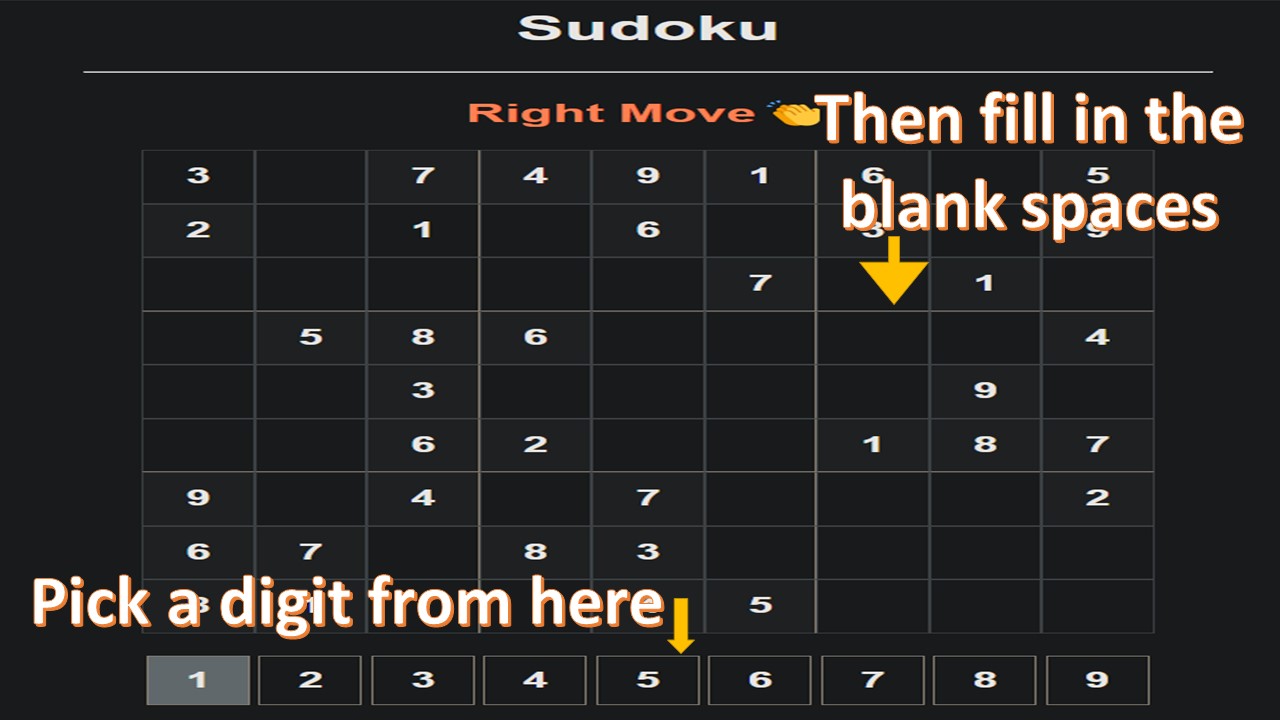 Sudoku
Right Move 👏
Then fill in the
blank spaces
3 7 4 9 1 6 5
2 1 6 3 9
7 1
5 8 6 4
3 9
6 2 1 8 7
9 4 7 2
6 7 8 3
Pick a digit from here
5
1 2 3 4 5 6 7 8 9